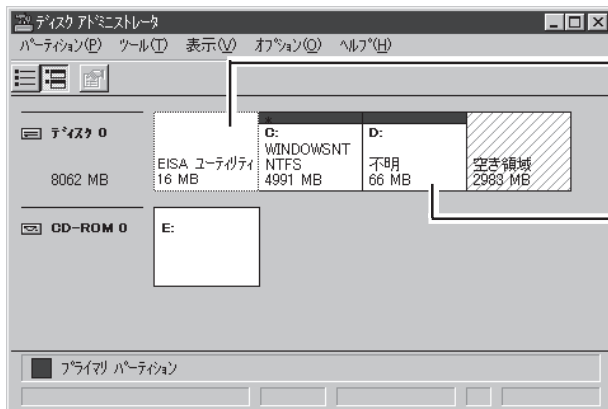 ディスク アドミニストレータ
パーティション(P) ツール(T) 表示(V) オプション(O) ヘルプ(H)
ディスク 0
8062 MB
EISA ユーティリティ
16 MB
C:
WINDOWSNT
NTFS
4991 MB
D:
不明
66 MB
空き領域
2983 MB
CD-ROM 0
E:
プライマリ パーティション